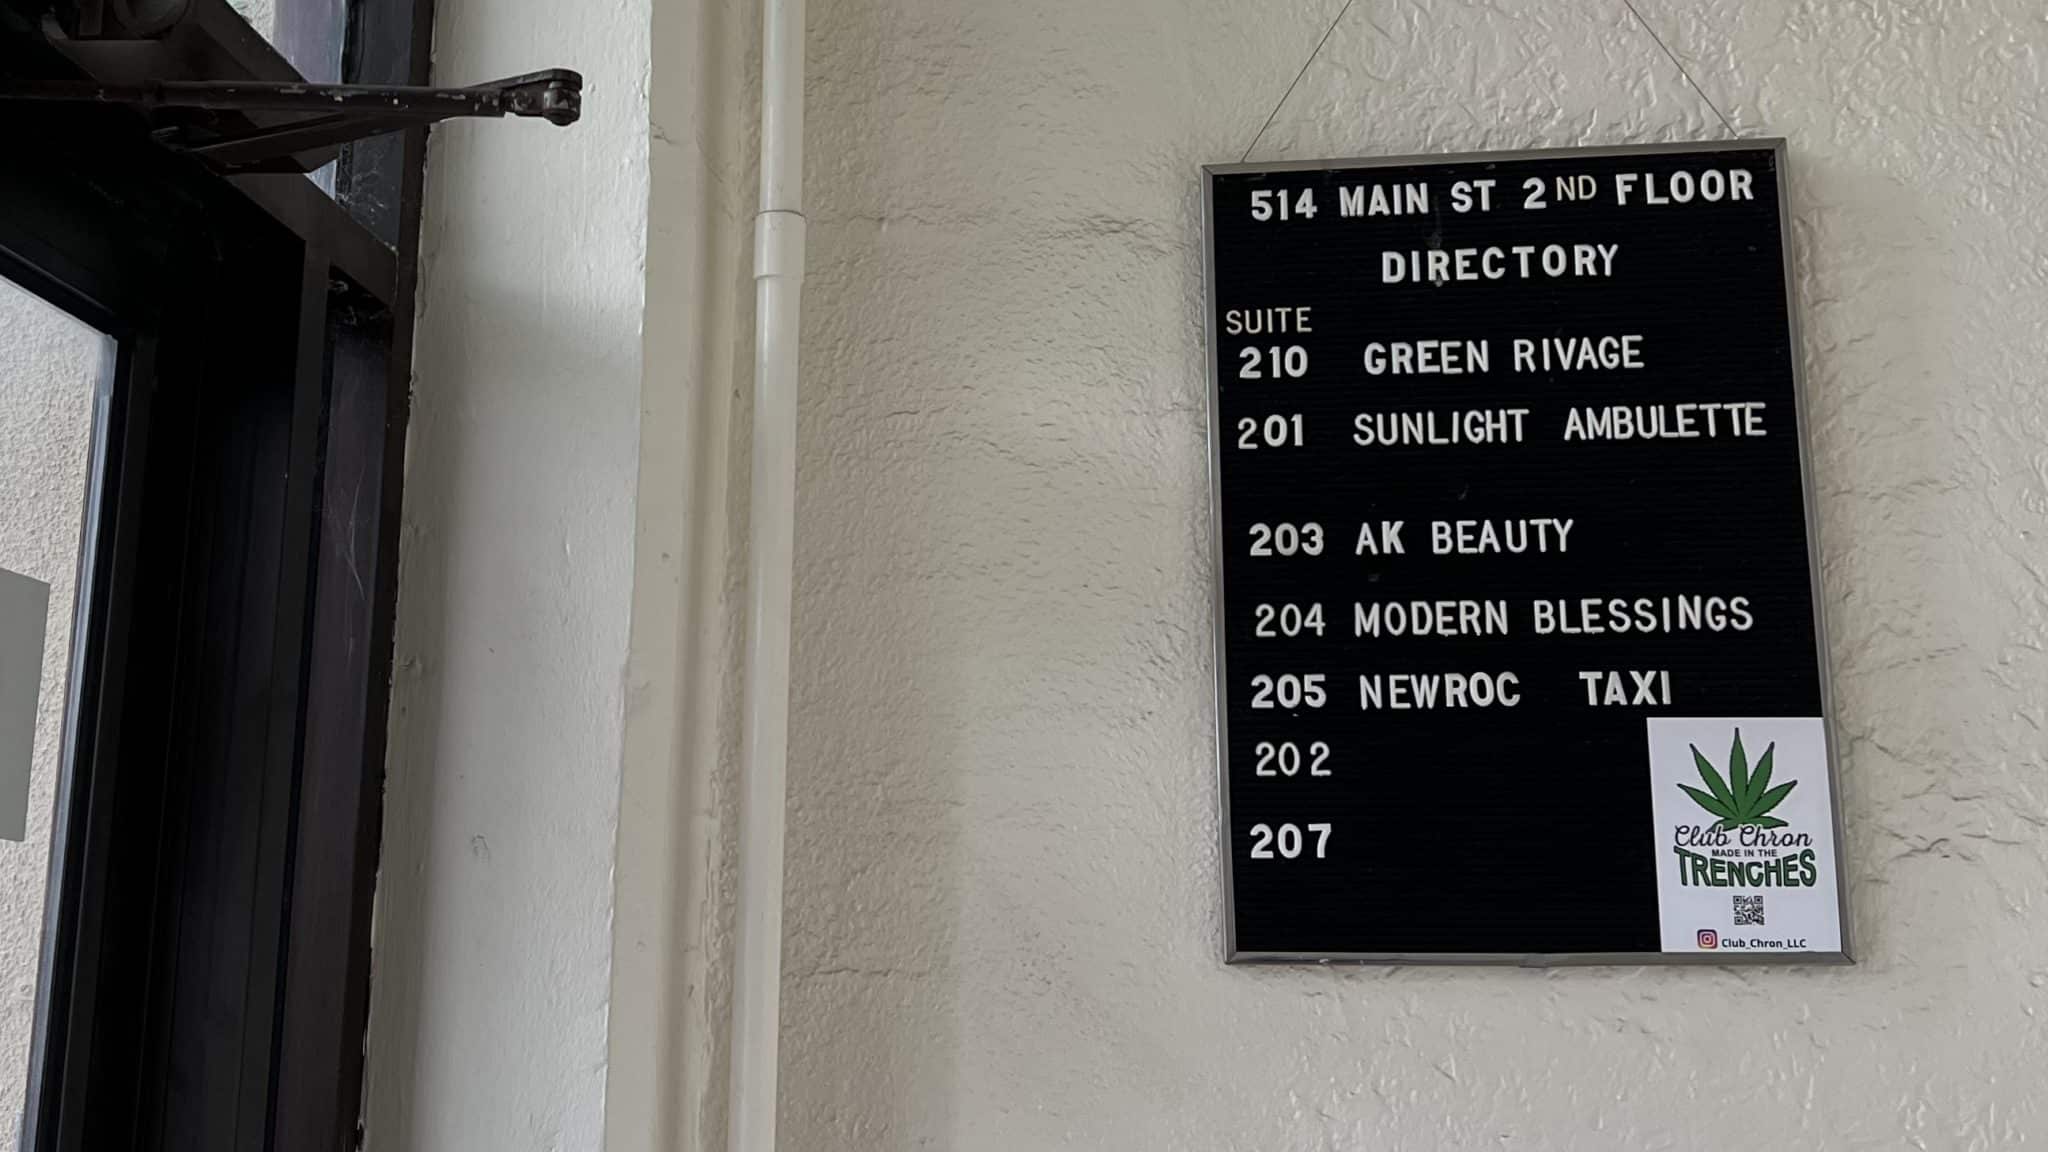 514 MAIN ST 2ND FLOOR
DIRECTORY
SUITE
210 GREEN RIVAGE
201 SUNLIGHT AMBULETTE
203 AK BEAUTY
204 MODERN BLESSINGS
205 NEWROC TAXI
202
207
Club Chron
MADE IN THE
TRENCHES
Club_Chron_LLC